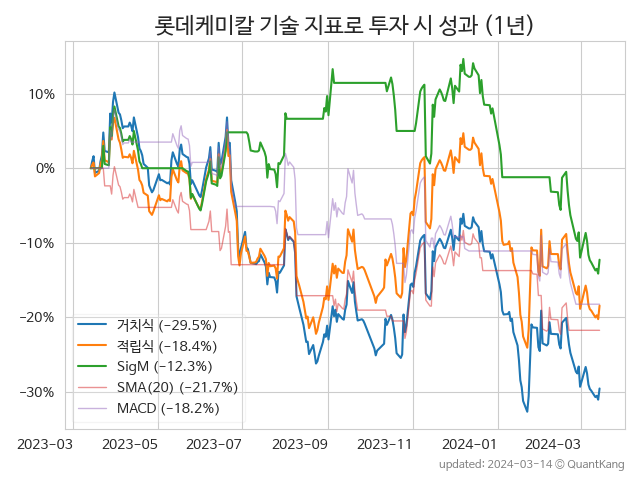 롯데케미칼 기술 지표로 투자 시 성과 (1년)
10%
0%
−10%
−20%
−30%
거치식 (−29.5%)
적립식 (−18.4%)
SigM (−12.3%)
SMA(20) (−21.7%)
MACD (−18.2%)
2023-03 2023-05 2023-07 2023-09 2023-11 2024-01 2024-03
updated: 2024-03-14 © QuantKang